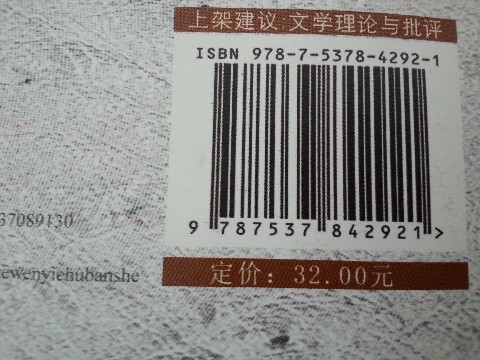 上架建议:文学理论与批评
ISBN 978-7-5378-4292-1
9 787537 842921 >
37089130
ewenyichubanshe
定价：32.00元